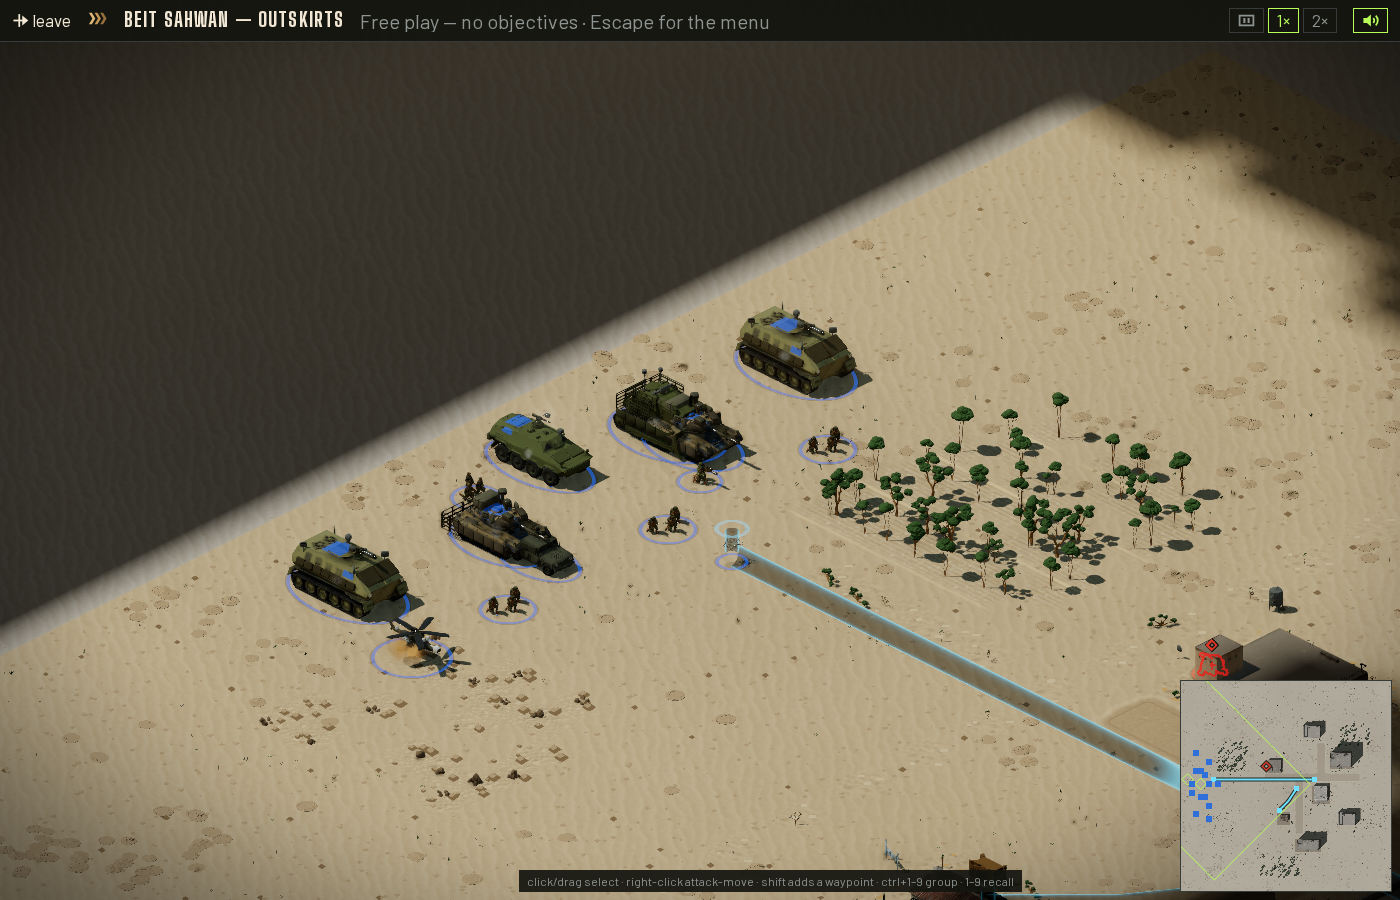 leave
BEIT SAHWAN — OUTSKIRTS
Free play — no objectives · Escape for the menu
1×
2×
click/drag select · right-click attack-move · shift adds a waypoint · ctrl+1–9 group · 1–9 recall